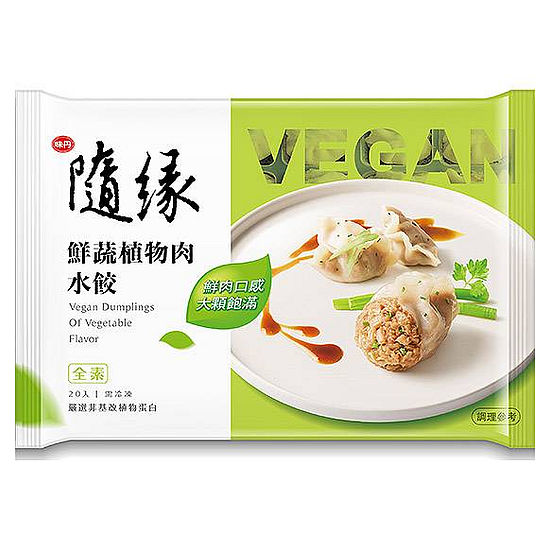 味丹
隨緣
鮮蔬植物肉
水餃
Vegan Dumplings
Of Vegetable
Flavor
全素
20入 | 需冷凍
嚴選非基改植物蛋白
VEGAN
鮮肉口感
大顆飽滿
調理參考